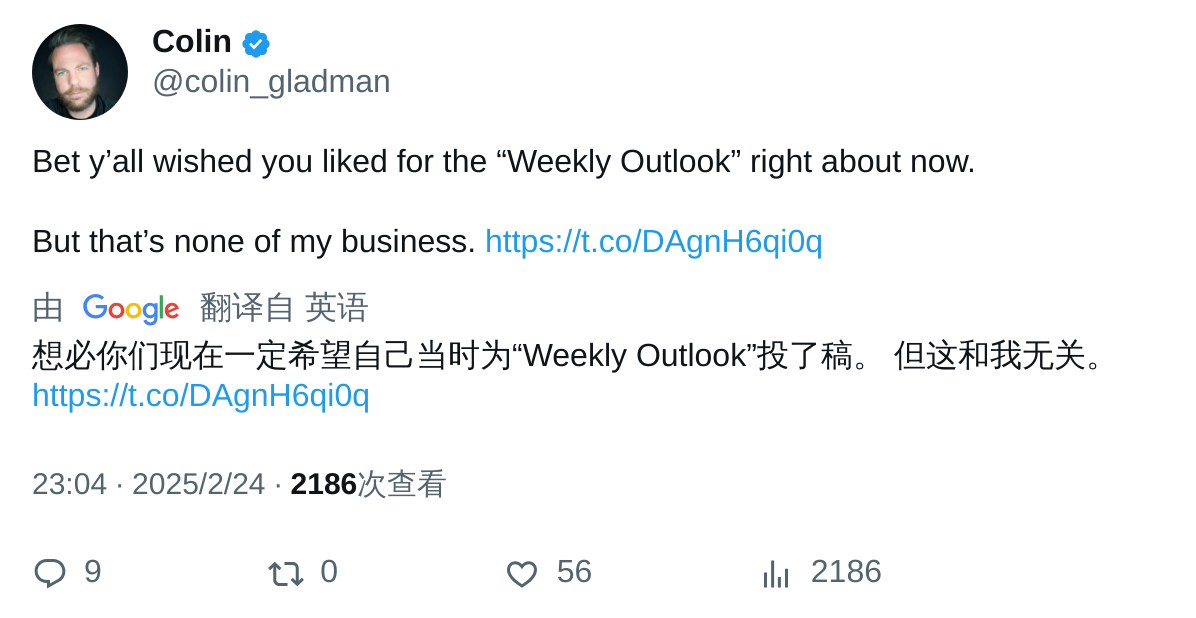 Colin
@colin_gladman
Bet y’all wished you liked for the “Weekly Outlook” right about now.
But that’s none of my business. https://t.co/DAgnH6qi0q
由 Google 翻译自 英语
想必你们现在一定希望自己当时为“Weekly Outlook”投了稿。 但这和我无关。
https://t.co/DAgnH6qi0q
23:04 · 2025/2/24 · 2186次查看
9 0 56 2186